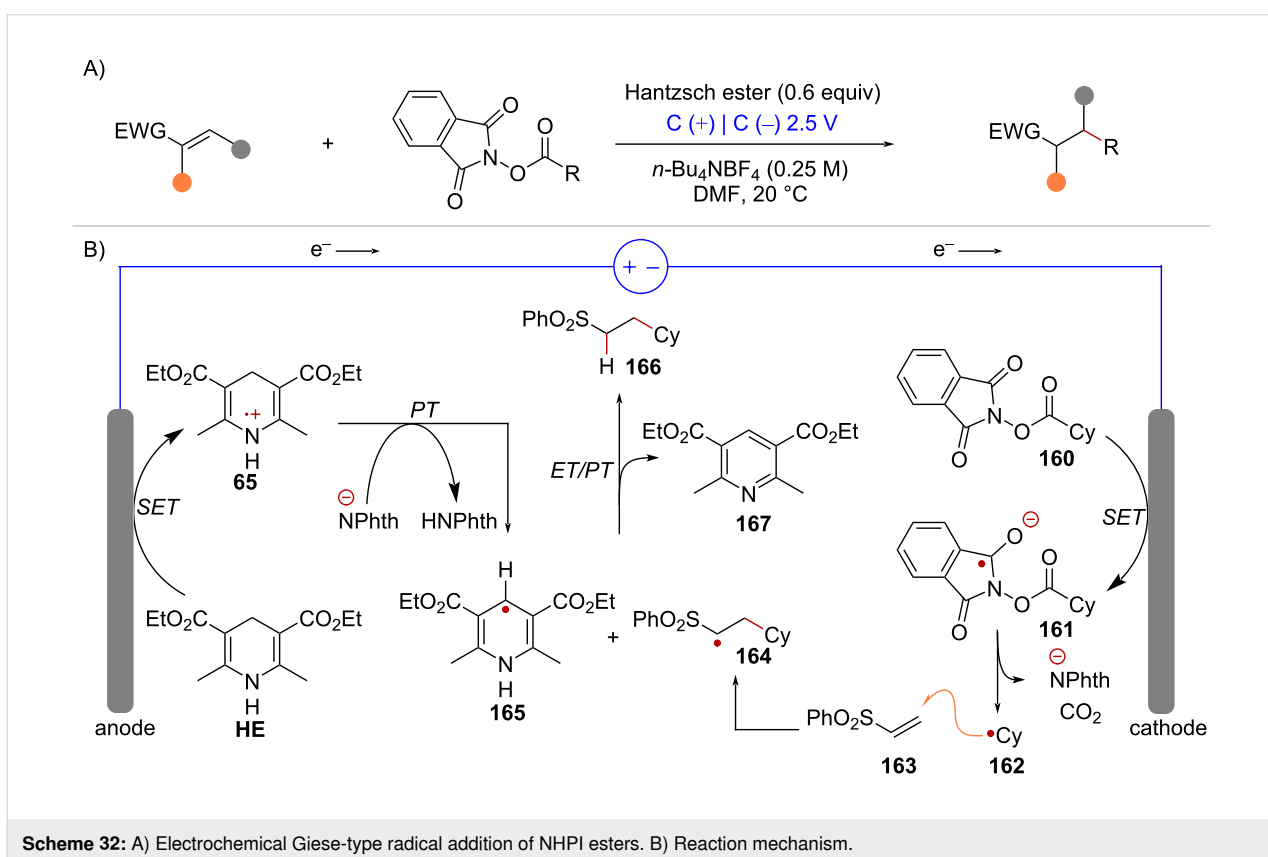 A)
EWG
+
O
O
N
O
O
R
Hantzsch ester (0.6 equiv)
C (+) | C (−) 2.5 V
n-Bu₄NBF₄ (0.25 M)
DMF, 20 °C
EWG
R
B)
e⁻
+ −
e⁻
PhO₂S
Cy
H
166
EtO₂C
CO₂Et
•+
N
H
65
SET
PT
⊖
NPhth
HNPhth
ET/PT
EtO₂C
CO₂Et
N
167
O
O
N
O
O
Cy
160
SET
EtO₂C
CO₂Et
N
H
HE
anode
H
EtO₂C
CO₂Et
N
H
165
+
PhO₂S
Cy
164
PhO₂S
163
•Cy
162
O ⊖
O
N
O
O
Cy
161
⊖
NPhth
CO₂
cathode
Scheme 32: A) Electrochemical Giese-type radical addition of NHPI esters. B) Reaction mechanism.